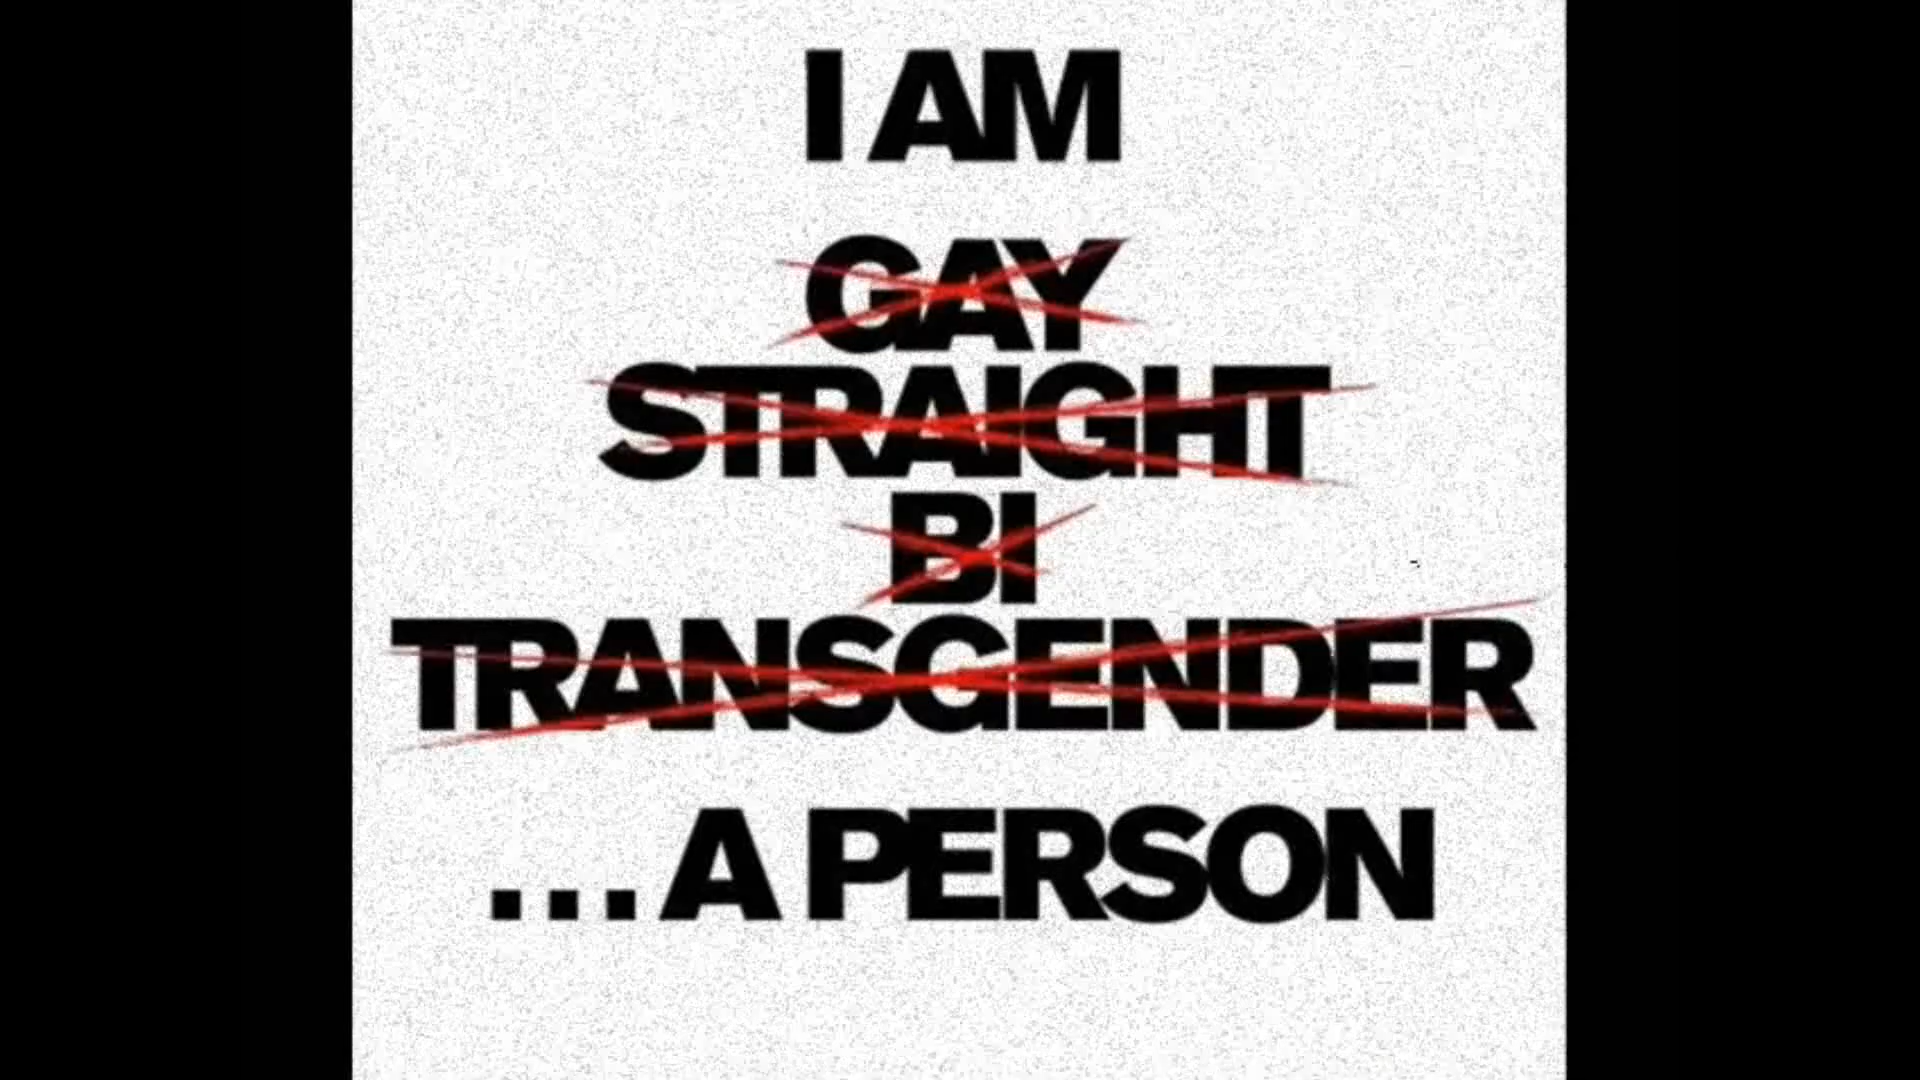 I AM
GAY
STRAIGHT
BI
TRANSGENDER
...A PERSON